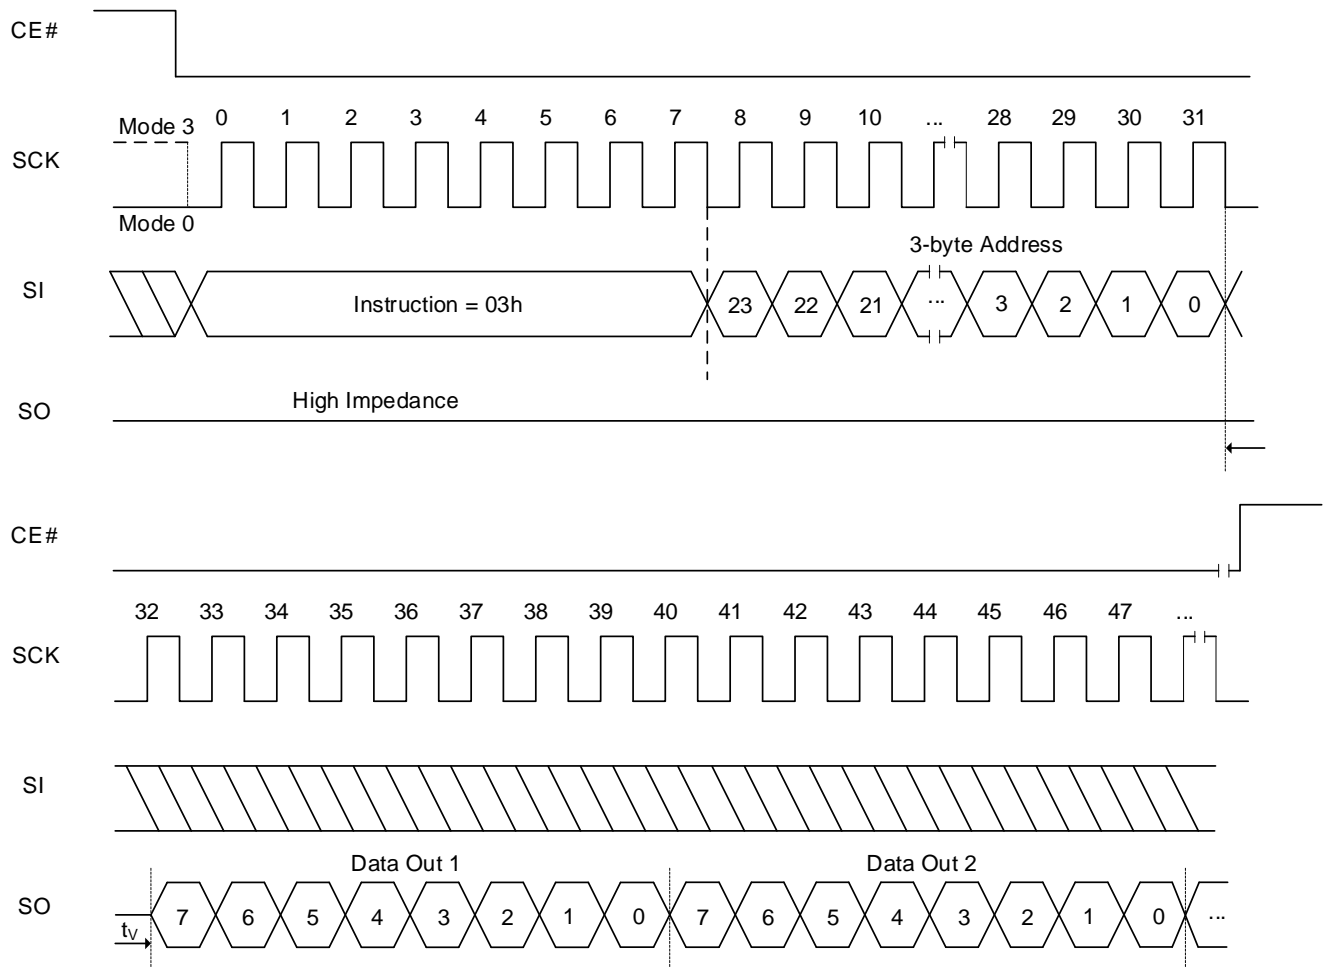 CE#
0 1 2 3 4 5 6 7 8 9 10 ... 28 29 30 31
Mode 3
SCK
Mode 0
3-byte Address
SI
Instruction = 03h 23 22 21 ... 3 2 1 0
High Impedance
SO
CE#
32 33 34 35 36 37 38 39 40 41 42 43 44 45 46 47 ...
SCK
SI
Data Out 1 Data Out 2
SO
7 6 5 4 3 2 1 0 7 6 5 4 3 2 1 0 ...
tV